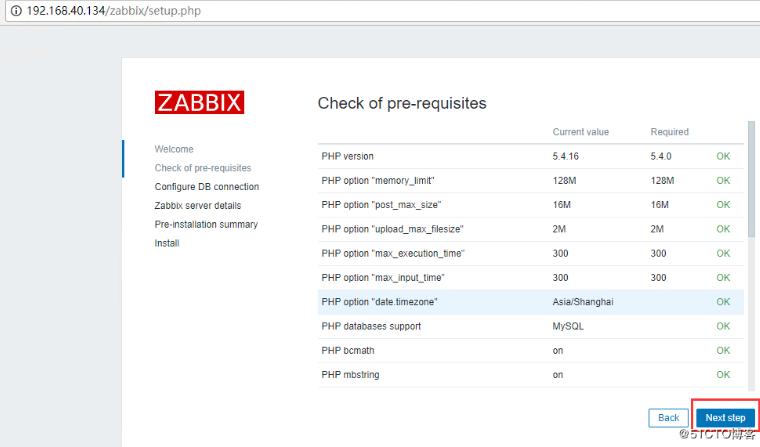 192.168.40.134/zabbix/setup.php
ZABBIX
Welcome
Check of pre-requisites
Configure DB connection
Zabbix server details
Pre-installation summary
Install
Check of pre-requisites
Current value Required
PHP version 5.4.16 5.4.0 OK
PHP option "memory_limit" 128M 128M OK
PHP option "post_max_size" 16M 16M OK
PHP option "upload_max_filesize" 2M 2M OK
PHP option "max_execution_time" 300 300 OK
PHP option "max_input_time" 300 300 OK
PHP option "date.timezone" Asia/Shanghai OK
PHP databases support MySQL OK
PHP bcmath on OK
PHP mbstring on OK
Back Next step
@51CTO博客